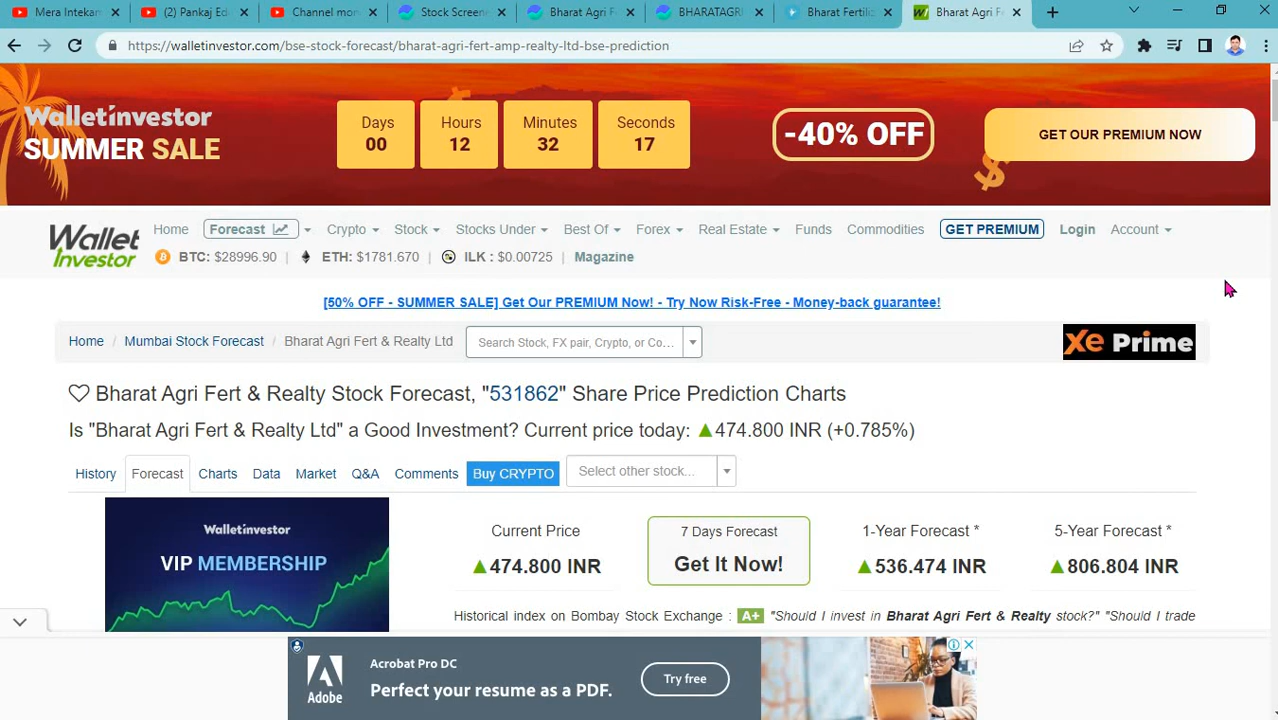 Mera Intekam
(2) Pankaj Ed
Channel mon
Stock Screene
Bharat Agri F
BHARATAGRI
Bharat Fertiliz
Bharat Agri F
https://walletinvestor.com/bse-stock-forecast/bharat-agri-fert-amp-realty-ltd-bse-prediction
Walletinvestor
SUMMER SALE
Days Hours Minutes Seconds
00 12 32 17
-40% OFF
GET OUR PREMIUM NOW
Wallet Investor
Home Forecast Crypto Stock Stocks Under Best Of Forex Real Estate Funds Commodities GET PREMIUM Login Account
BTC: $28996.90 | ETH: $1781.670 | ILK : $0.00725 | Magazine
[50% OFF - SUMMER SALE] Get Our PREMIUM Now! - Try Now Risk-Free - Money-back guarantee!
Home / Mumbai Stock Forecast / Bharat Agri Fert & Realty Ltd
Search Stock, FX pair, Crypto, or Co...
Xe Prime
Bharat Agri Fert & Realty Stock Forecast, "531862" Share Price Prediction Charts
Is "Bharat Agri Fert & Realty Ltd" a Good Investment? Current price today: 474.800 INR (+0.785%)
History Forecast Charts Data Market Q&A Comments Buy CRYPTO Select other stock...
Walletinvestor
VIP MEMBERSHIP
Current Price 7 Days Forecast 1-Year Forecast * 5-Year Forecast *
474.800 INR Get It Now! 536.474 INR 806.804 INR
Historical index on Bombay Stock Exchange : A+ "Should I invest in Bharat Agri Fert & Realty stock?" "Should I trade
Adobe
Acrobat Pro DC
Perfect your resume as a PDF.
Try free